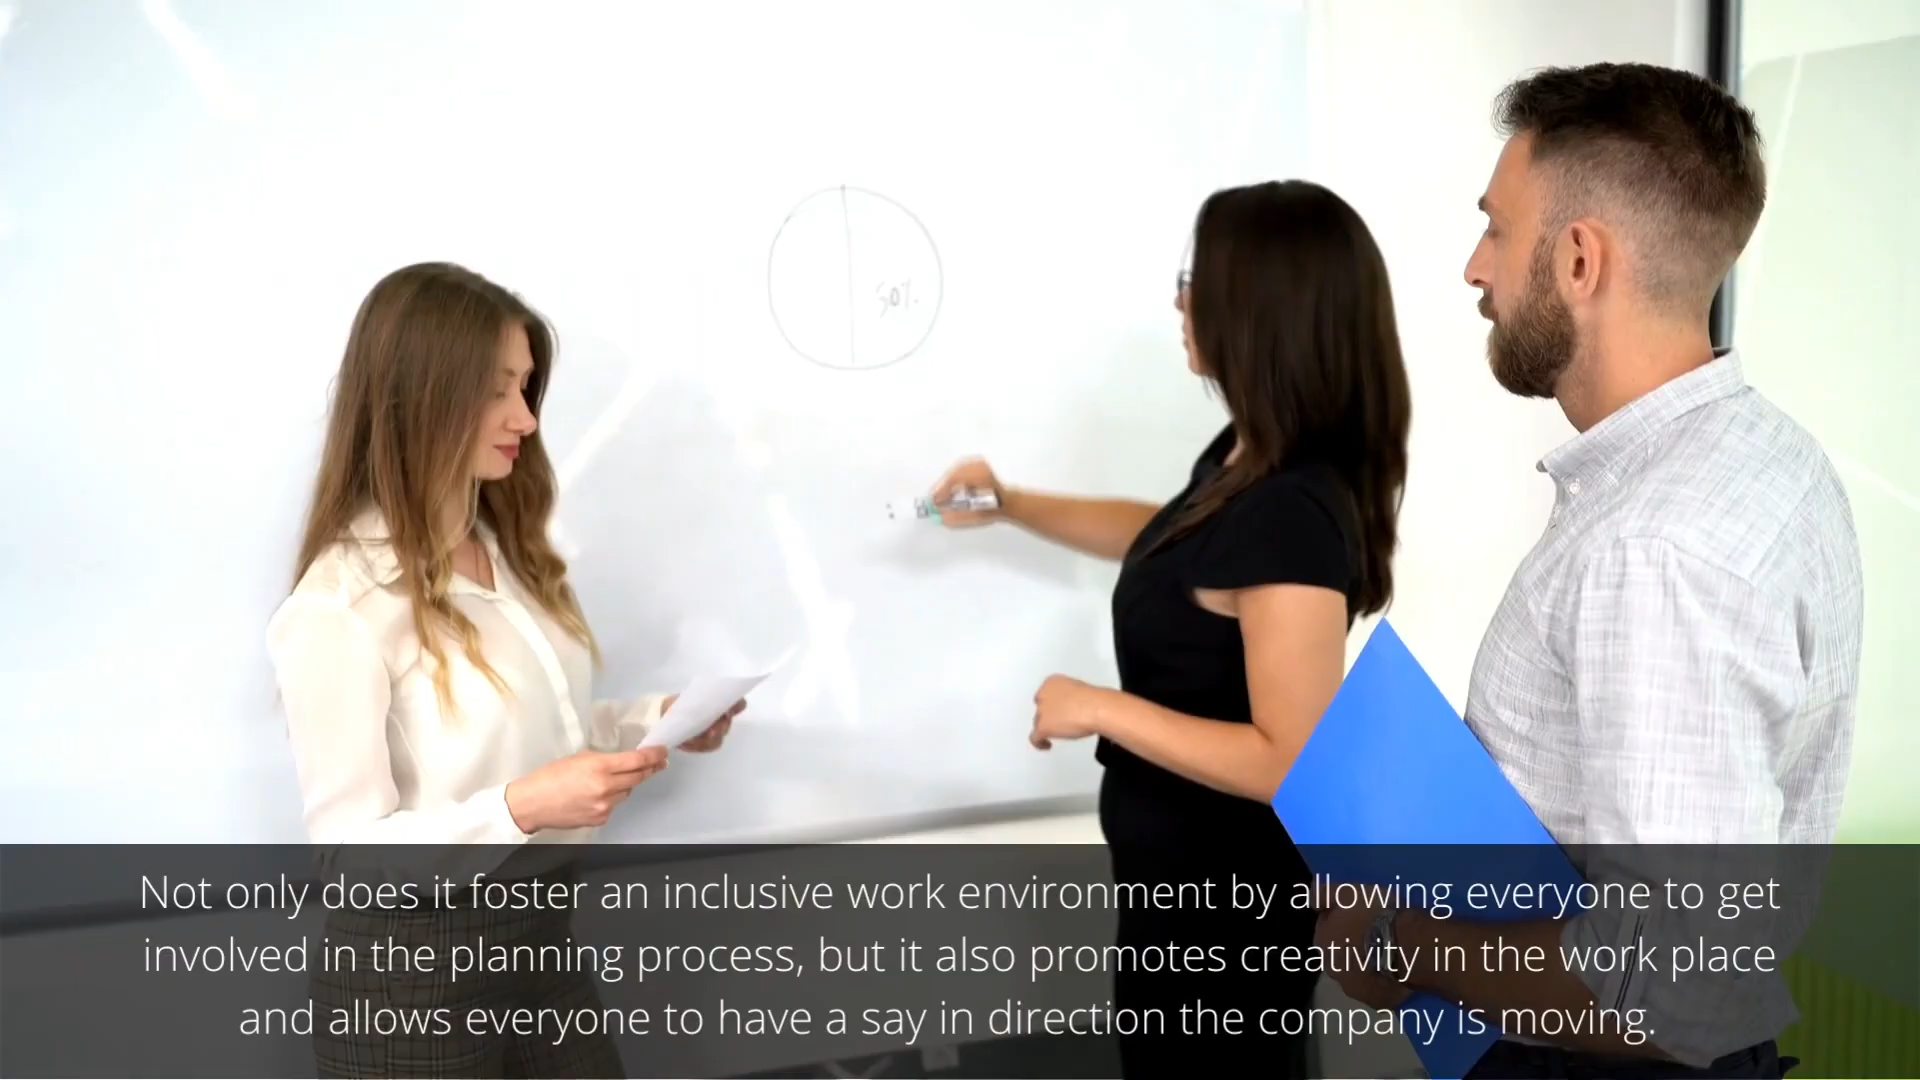 50%
Not only does it foster an inclusive work environment by allowing everyone to get
involved in the planning process, but it also promotes creativity in the work place
and allows everyone to have a say in direction the company is moving.